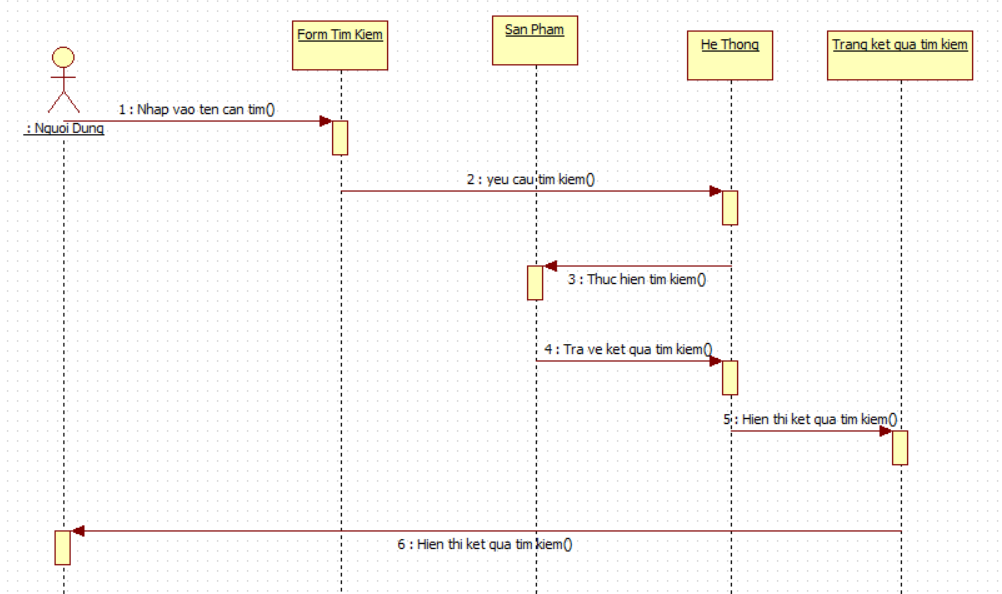 Form Tim Kiem
San Pham
He Thong
Trang ket qua tim kiem
: Nguoi Dung
1 : Nhap vao ten can tim()
2 : yeu cau tim kiem()
3 : Thuc hien tim kiem()
4 : Tra ve ket qua tim kiem()
5 : Hien thi ket qua tim kiem()
6 : Hien thi ket qua tim kiem()